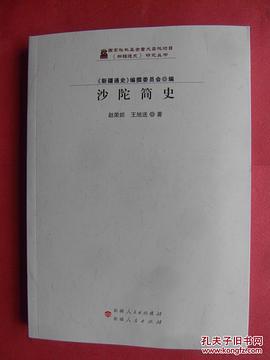 国家社科基金重大委托项目
《新疆通史》研究丛书
《新疆通史》编撰委员会◎编
沙陀简史
赵荣织 王旭送 ◎ 著
新疆人民出版总社
新疆人民出版社
孔夫子旧书网